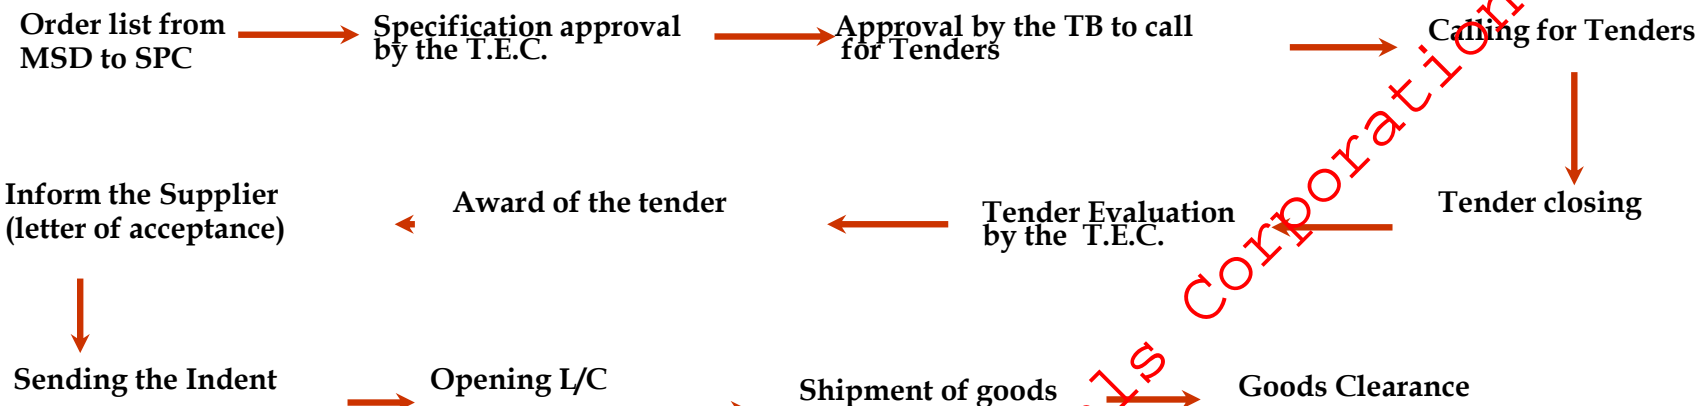 Order list from
MSD to SPC
Specification approval
by the T.E.C.
Approval by the TB to call
for Tenders
Calling for Tenders
Inform the Supplier
(letter of acceptance)
Award of the tender
Tender Evaluation
by the T.E.C.
Tender closing
Sending the Indent
Opening L/C
Shipment of goods
Goods Clearance
ls Corporation